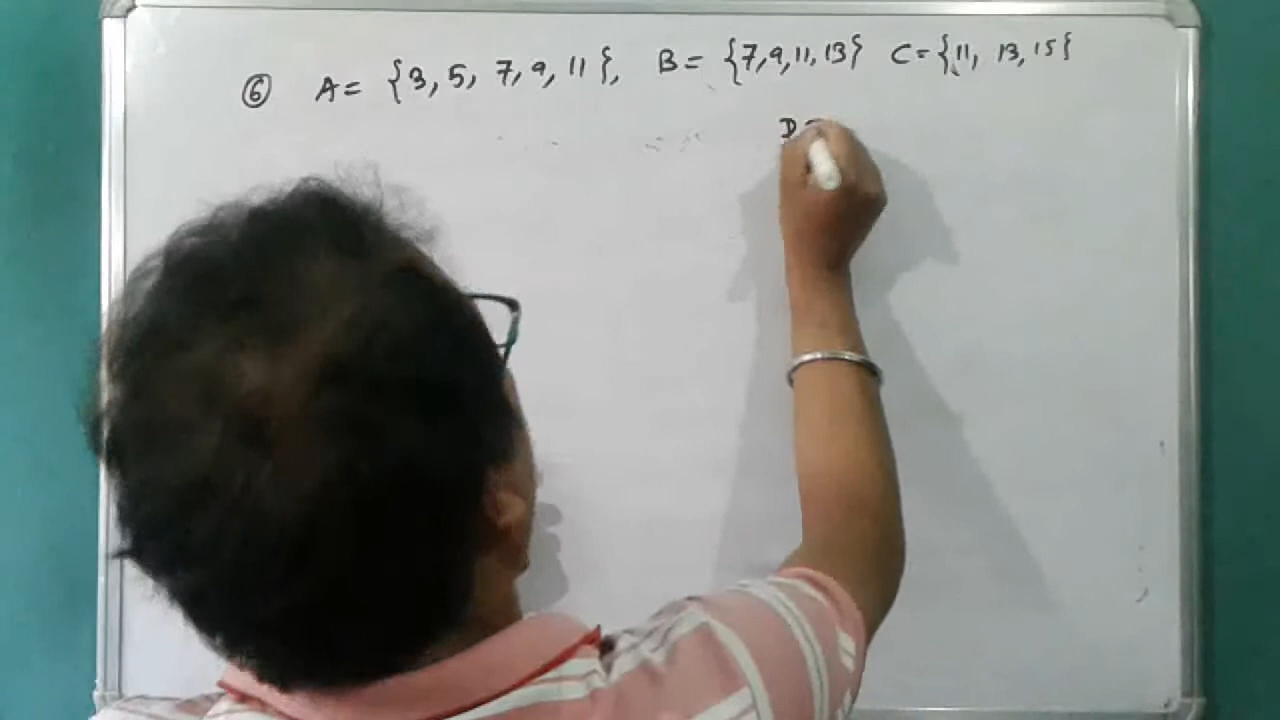 ⑥ A = {3, 5, 7, 9, 11}, B = {7, 9, 11, 13} C = {11, 13, 15}
D =